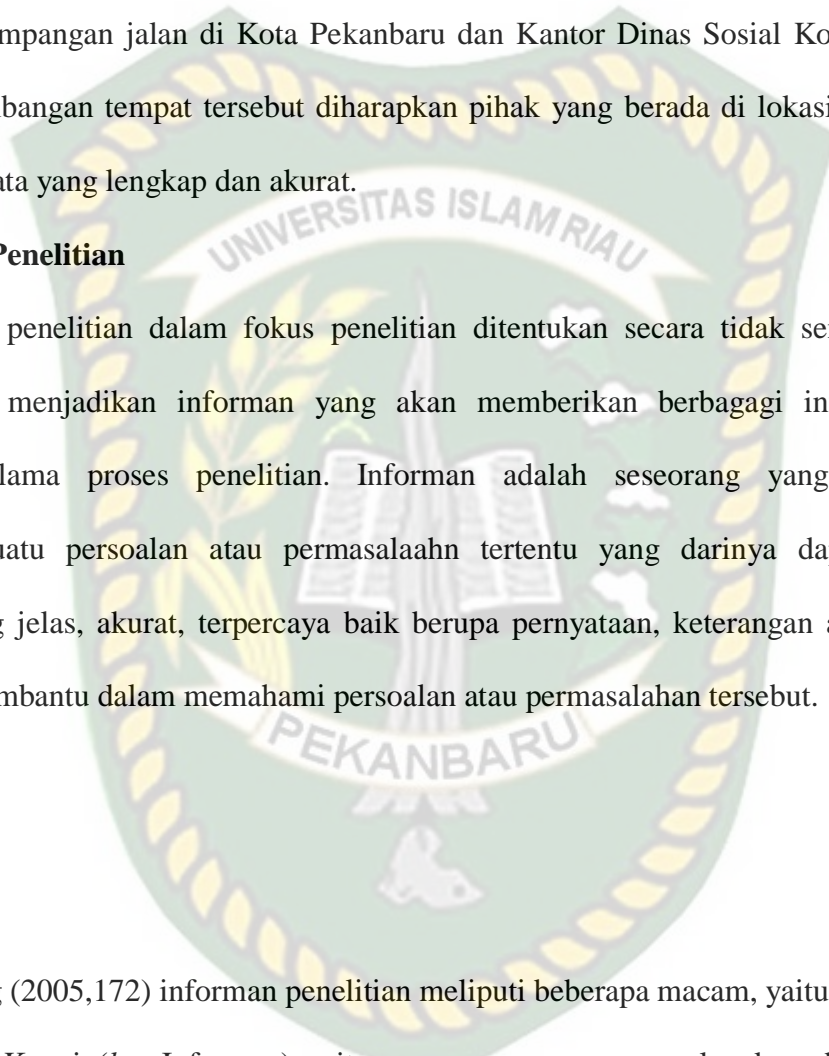 mpangan jalan di Kota Pekanbaru dan Kantor Dinas Sosial Ko
bangan tempat tersebut diharapkan pihak yang berada di lokasi
ata yang lengkap dan akurat.
UNIVERSITAS ISLAM RIAU
Penelitian
penelitian dalam fokus penelitian ditentukan secara tidak se
menjadikan informan yang akan memberikan berbagagi in
lama proses penelitian. Informan adalah seseorang yang
uatu persoalan atau permasalaahn tertentu yang darinya da
g jelas, akurat, terpercaya baik berupa pernyataan, keterangan a
mbantu dalam memahami persoalan atau permasalahan tersebut.
PEKANBARU
g (2005,172) informan penelitian meliputi beberapa macam, yaitu